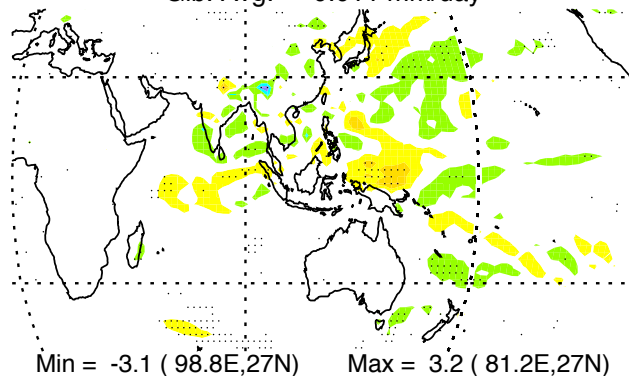 Min = -3.1 ( 98.8E,27N) Max = 3.2 ( 81.2E,27N)